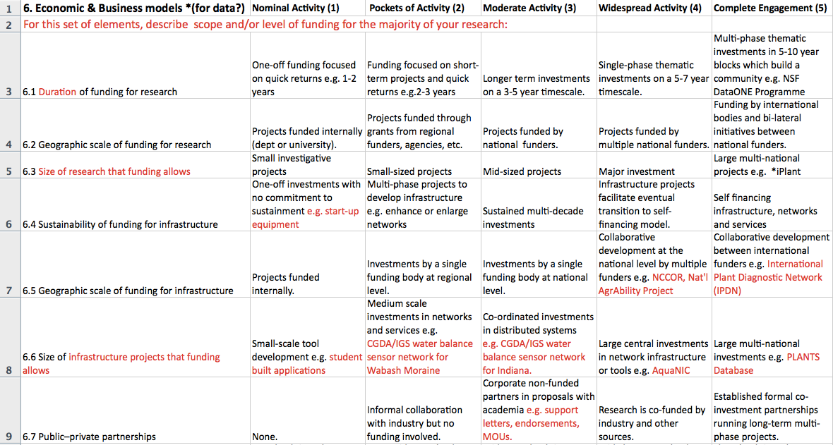 1 6. Economic & Business models *(for data?) Nominal Activity (1) Pockets of Activity (2) Moderate Activity (3) Widespread Activity (4) Complete Engagement (5)
2 For this set of elements, describe scope and/or level of funding for the majority of your research:
3 6.1 Duration of funding for research
One-off funding focused
on quick returns e.g. 1-2
years
Funding focused on short-
term projects and quick
returns e.g.2-3 years
Longer term investments
on a 3-5 year timescale.
Single-phase thematic
investments on a 5-7 year
timescale.
Multi-phase thematic
investments in 5-10 year
blocks which build a
community e.g. NSF
DataONE Programme
4 6.2 Geographic scale of funding for research
Projects funded internally
(dept or university).
Projects funded through
grants from regional
funders, agencies, etc.
Projects funded by
national funders.
Projects funded by
multiple national funders.
Funding by international
bodies and bi-lateral
initiatives between
national funders.
5 6.3 Size of research that funding allows
Small investigative
projects
Small-sized projects
Mid-sized projects
Major investment
Large multi-national
projects e.g. *iPlant
6 6.4 Sustainability of funding for infrastructure
One-off investments with
no commitment to
sustainment e.g. start-up
equipment
Multi-phase projects to
develop infrastructure
e.g. enhance or enlarge
networks
Sustained multi-decade
investments
Infrastructure projects
facilitate eventual
transition to self-
financing model.
Self financing
infrastructure, networks
and services
7 6.5 Geographic scale of funding for infrastructure
Projects funded
internally.
Investments by a single
funding body at regional
level.
Investments by a single
funding body at national
level.
Collaborative
development at the
national level by multiple
funders e.g. NCCOR, Nat'l
AgrAbility Project
Collaborative development
between international
funders e.g. International
Plant Diagnostic Network
(IPDN)
8 6.6 Size of infrastructure projects that funding
allows
Small-scale tool
development e.g. student
built applications
Medium scale
investments in networks
and services e.g.
CGDA/IGS water balance
sensor network for
Wabash Moraine
Co-ordinated investments
in distributed systems
e.g. CGDA/IGS water
balance sensor network
for Indiana.
Large central investments
in network infrastructure
or tools e.g. AquaNIC
Large multi-national
investments e.g. PLANTS
Database
9 6.7 Public–private partnerships
None.
Informal collaboration
with industry but no
funding involved.
Corporate non-funded
partners in proposals with
academia e.g. support
letters, endorsements,
MOUs.
Research is co-funded by
industry and other
sources.
Established formal co-
investment partnerships
running long-term multi-
phase projects.